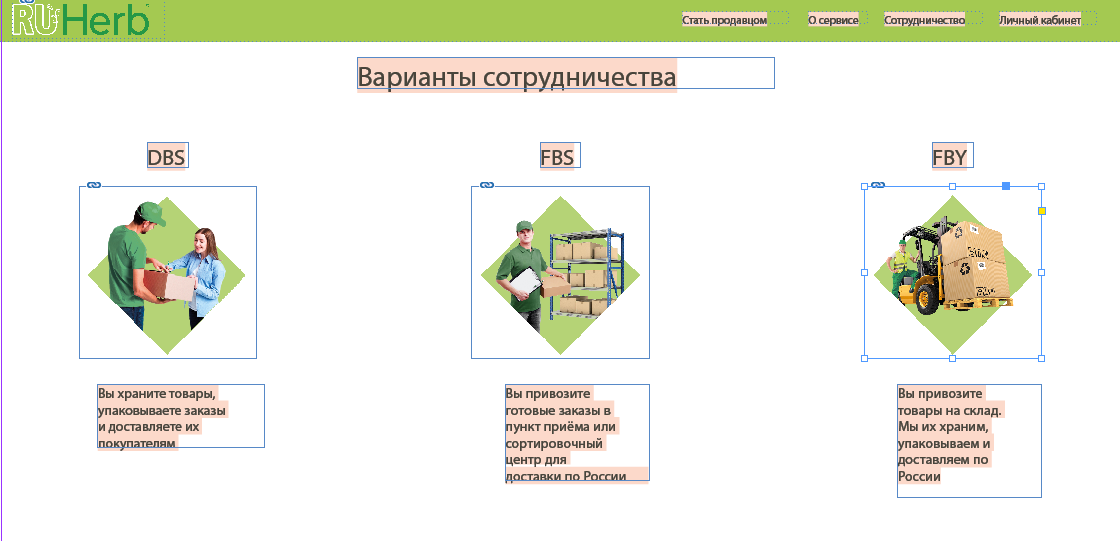 RU Herb
Стать продавцом О сервисе Сотрудничество Личный кабинет
Варианты сотрудничества
DBS FBS FBY
Вы храните товары,
упаковываете заказы
и доставляете их
покупателям
Вы привозите
готовые заказы в
пункт приёма или
сортировочный
центр для
доставки по России
Вы привозите
товары на склад.
Мы их храним,
упаковываем и
доставляем по
России